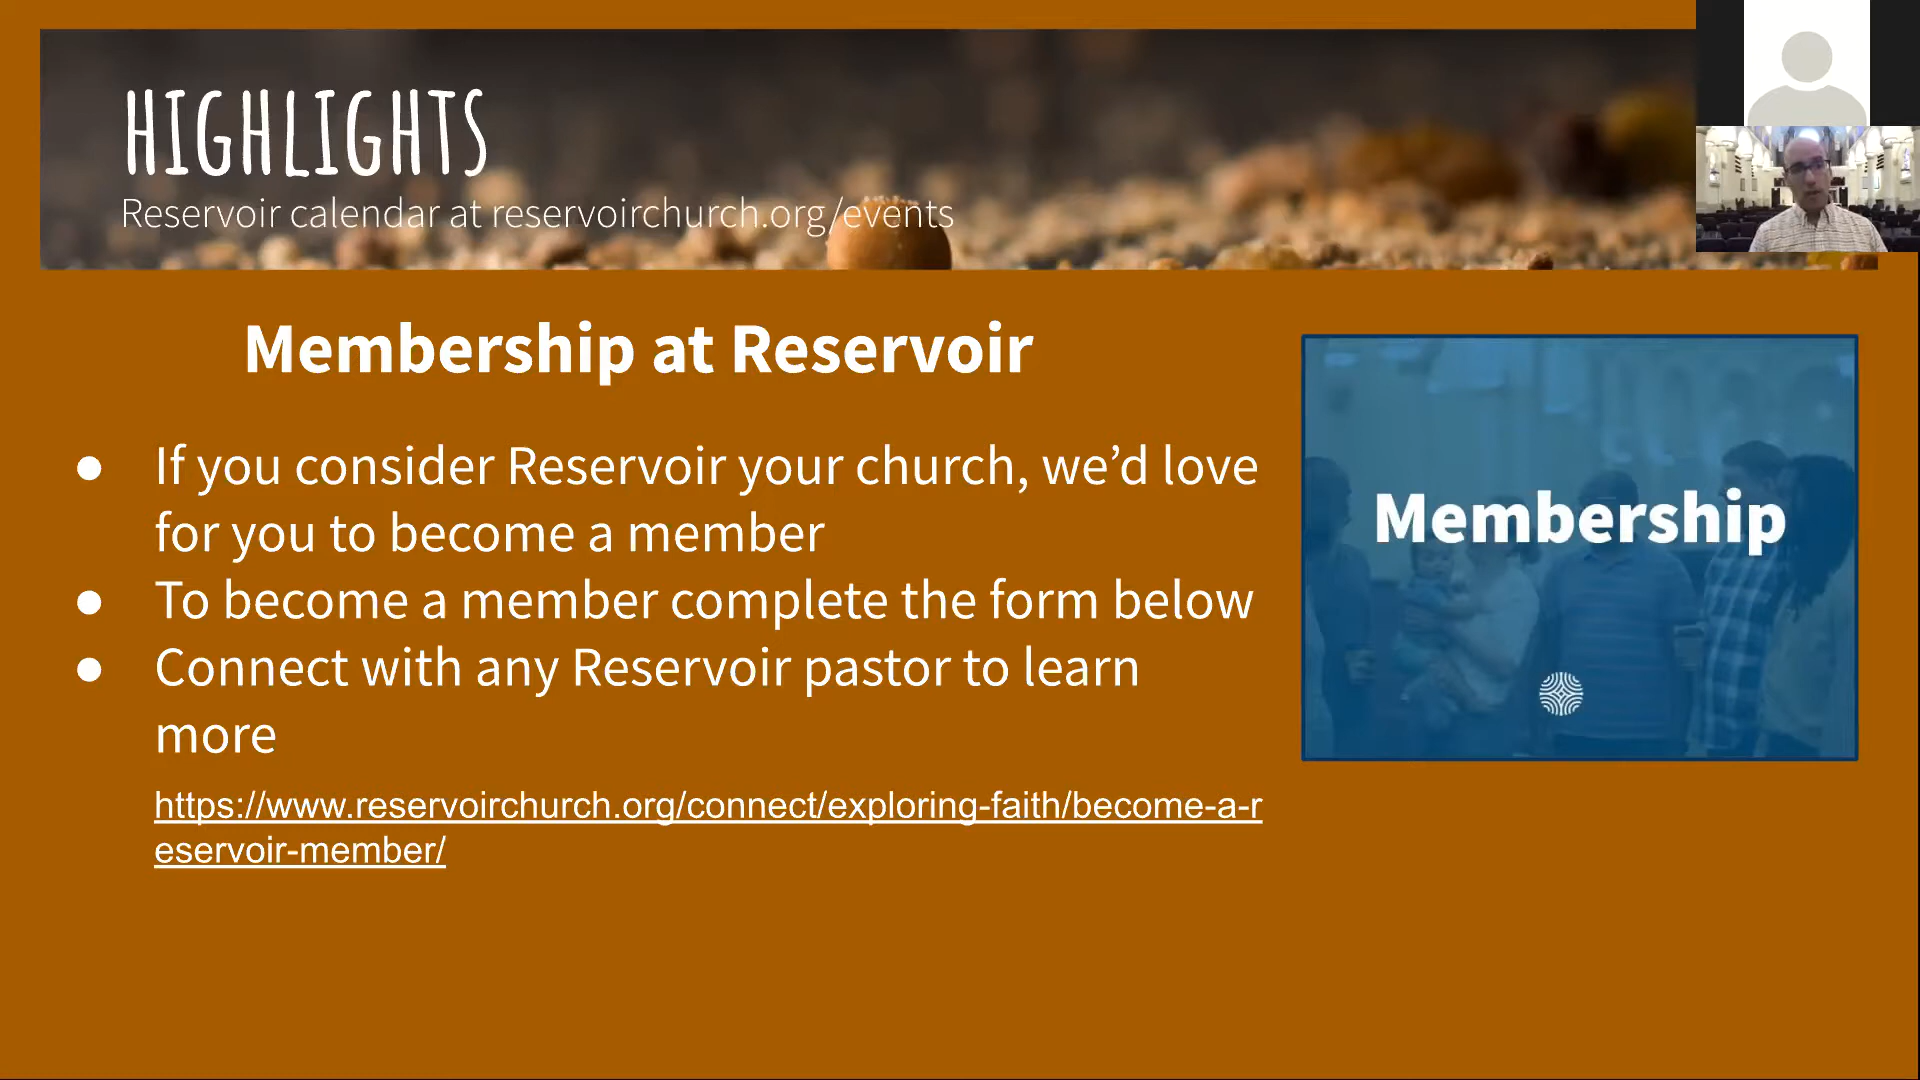 HIGHLIGHTS
Reservoir calendar at reservoirchurch.org/events
Membership at Reservoir
● If you consider Reservoir your church, we’d love
for you to become a member
● To become a member complete the form below
● Connect with any Reservoir pastor to learn
more
https://www.reservoirchurch.org/connect/exploring-faith/become-a-r
eservoir-member/
Membership